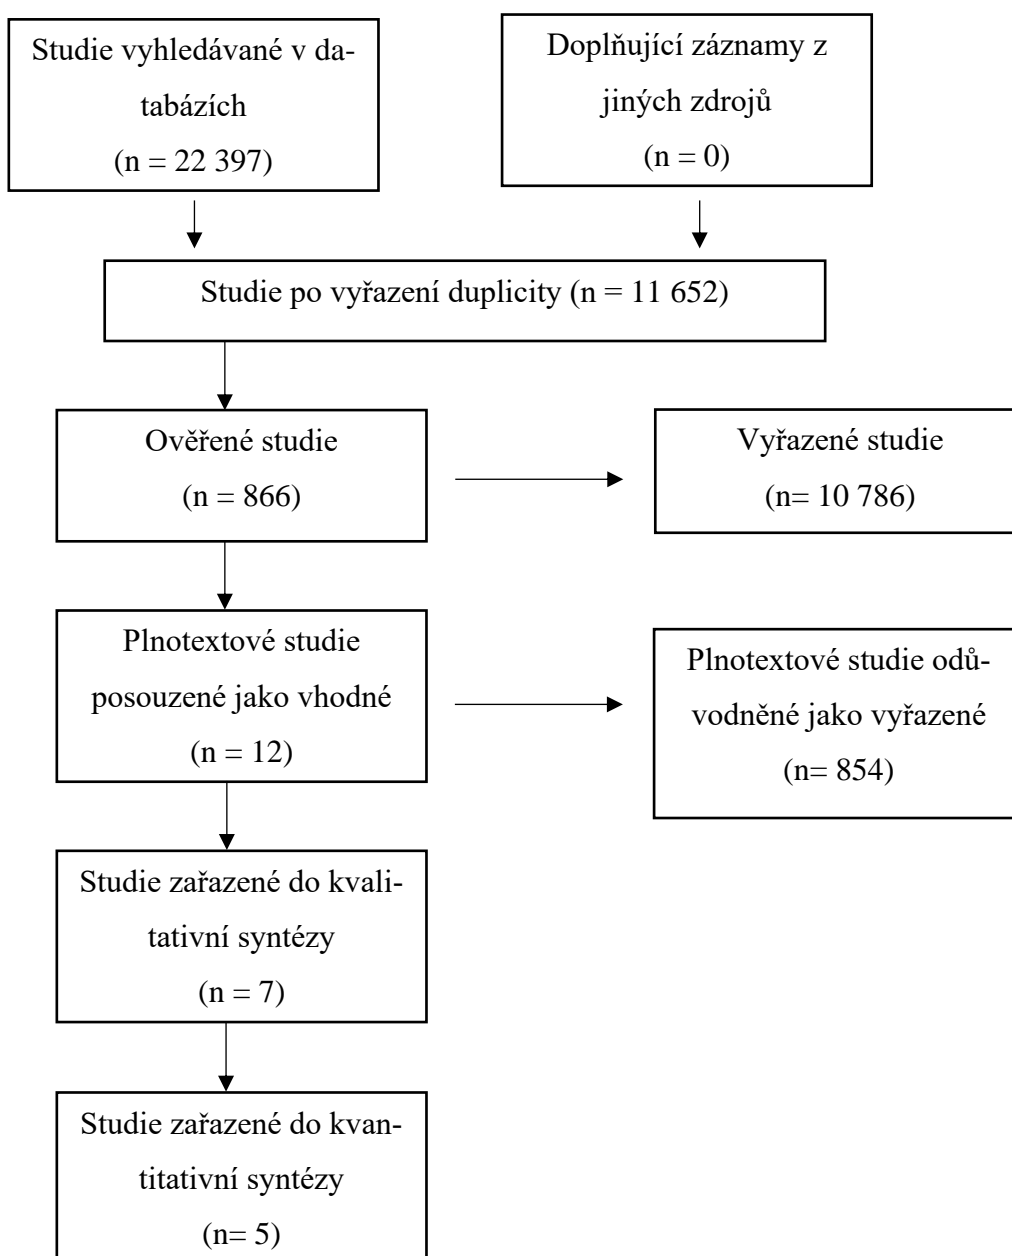 Studie vyhledávané v da-
tabázích
(n = 22 397)
Doplňující záznamy z
jiných zdrojů
(n = 0)
Studie po vyřazení duplicity (n = 11 652)
Ověřené studie
(n = 866)
Vyřazené studie
(n= 10 786)
Plnotextové studie
posouzené jako vhodné
(n = 12)
Plnotextové studie odů-
vodněné jako vyřazené
(n= 854)
Studie zařazené do kvali-
tativní syntézy
(n = 7)
Studie zařazené do kvan-
titativní syntézy
(n= 5)